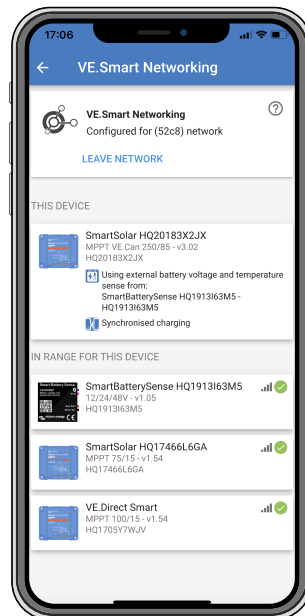 17:06
VE.Smart Networking
VE.Smart Networking
Configured for (52c8) network
LEAVE NETWORK
THIS DEVICE
SmartSolar HQ20183X2JX
MPPT VE.Can 250/85 - v3.02
HQ20183X2JX
Using external battery voltage and temperature
sense from:
SmartBatterySense HQ1913I63M5 -
HQ1913I63M5
Synchronised charging
IN RANGE FOR THIS DEVICE
SmartBatterySense HQ1913I63M5
12/24/48V - v1.05
HQ1913I63M5
Smart Battery Sense
SmartSolar HQ17466L6GA
MPPT 75/15 - v1.54
HQ17466L6GA
VE.Direct Smart
MPPT 100/15 - v1.54
HQ1705Y7WJV